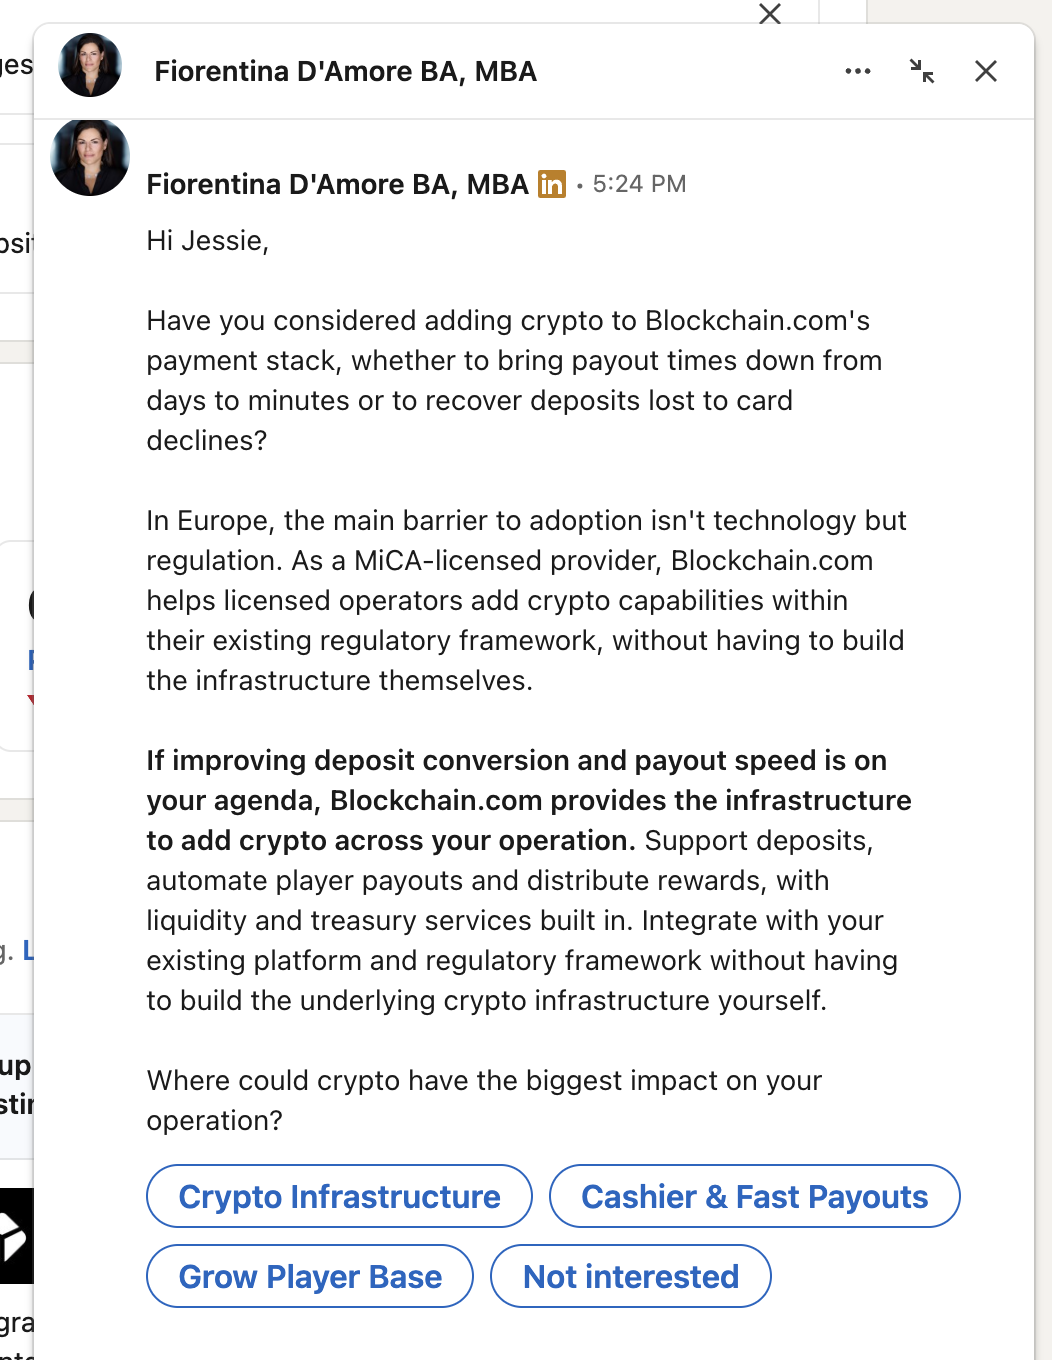 Fiorentina D'Amore BA, MBA
Fiorentina D'Amore BA, MBA in • 5:24 PM
Hi Jessie,
Have you considered adding crypto to Blockchain.com's
payment stack, whether to bring payout times down from
days to minutes or to recover deposits lost to card
declines?
In Europe, the main barrier to adoption isn't technology but
regulation. As a MiCA-licensed provider, Blockchain.com
helps licensed operators add crypto capabilities within
their existing regulatory framework, without having to build
the infrastructure themselves.
If improving deposit conversion and payout speed is on
your agenda, Blockchain.com provides the infrastructure
to add crypto across your operation. Support deposits,
automate player payouts and distribute rewards, with
liquidity and treasury services built in. Integrate with your
existing platform and regulatory framework without having
to build the underlying crypto infrastructure yourself.
Where could crypto have the biggest impact on your
operation?
Crypto Infrastructure
Cashier & Fast Payouts
Grow Player Base
Not interested